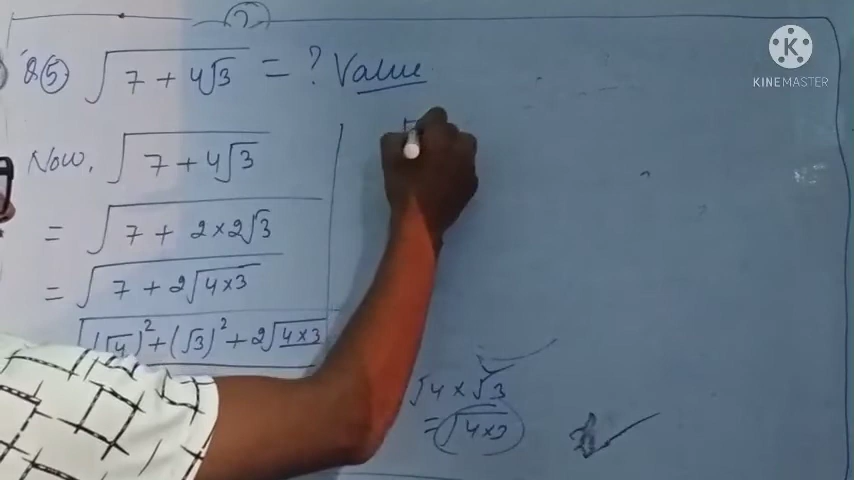 Q5 √(7 + 4√3) = ? Value
Now, √(7 + 4√3)
= √(7 + 2×2√3)
= √(7 + 2√(4×3))
√((√4)² + (√3)² + 2√(4×3))
√4 × √3
= √(4×3)
KINEMASTER